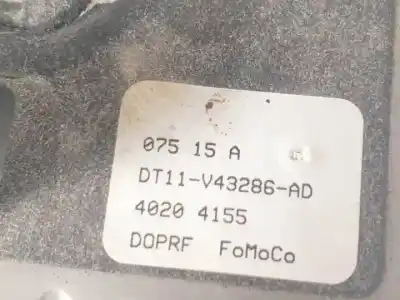 075 15 A
DT11-V43286-AD
4020 4155
DOPRF FoMoCo